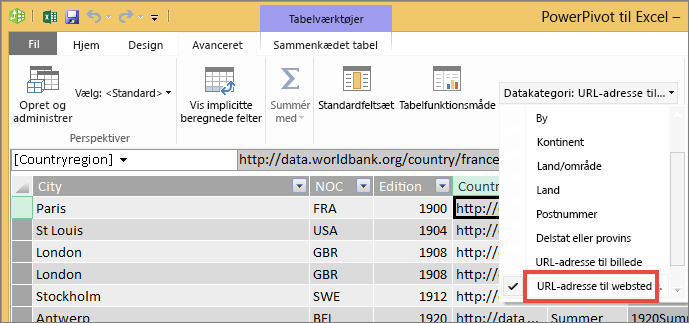 Tabelværktøjer
PowerPivot til Excel –
Fil Hjem Design Avanceret Sammenkædet tabel
Opret og administrer
Vælg: <Standard>
Vis implicitte beregnede felter
Summér med
Standardfeltsæt
Tabelfunktionsmåde
Datakategori: URL-adresse til...
Perspektiver
By
Kontinent
Land/område
Land
Postnummer
Delstat eller provins
URL-adresse til billede
URL-adresse til websted
[Countryregion] http://data.worldbank.org/country/france
City NOC Edition Countr
Paris FRA 1900 http://
St Louis USA 1904 http://
London GBR 1908 http://
London GBR 1908 http://
Stockholm SWE 1912 http://
Antwerp BEL 1920 http://data... Summer 1920Sum